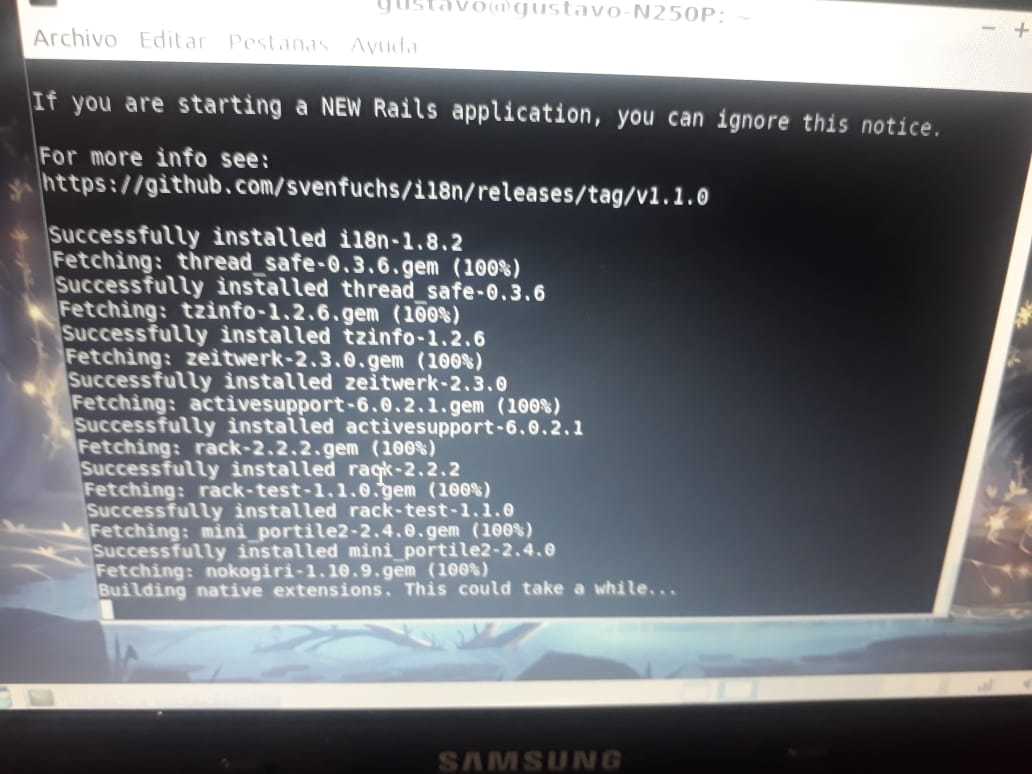 gustavo@gustavo-N250P: ~
Archivo Editar Pestañas Ayuda
If you are starting a NEW Rails application, you can ignore this notice.
For more info see:
https://github.com/svenfuchs/i18n/releases/tag/v1.1.0
Successfully installed i18n-1.8.2
Fetching: thread_safe-0.3.6.gem (100%)
Successfully installed thread_safe-0.3.6
Fetching: tzinfo-1.2.6.gem (100%)
Successfully installed tzinfo-1.2.6
Fetching: zeitwerk-2.3.0.gem (100%)
Successfully installed zeitwerk-2.3.0
Fetching: activesupport-6.0.2.1.gem (100%)
Successfully installed activesupport-6.0.2.1
Fetching: rack-2.2.2.gem (100%)
Successfully installed rack-2.2.2
Fetching: rack-test-1.1.0.gem (100%)
Successfully installed rack-test-1.1.0
Fetching: mini_portile2-2.4.0.gem (100%)
Successfully installed mini_portile2-2.4.0
Fetching: nokogiri-1.10.9.gem (100%)
Building native extensions. This could take a while...
SAMSUNG